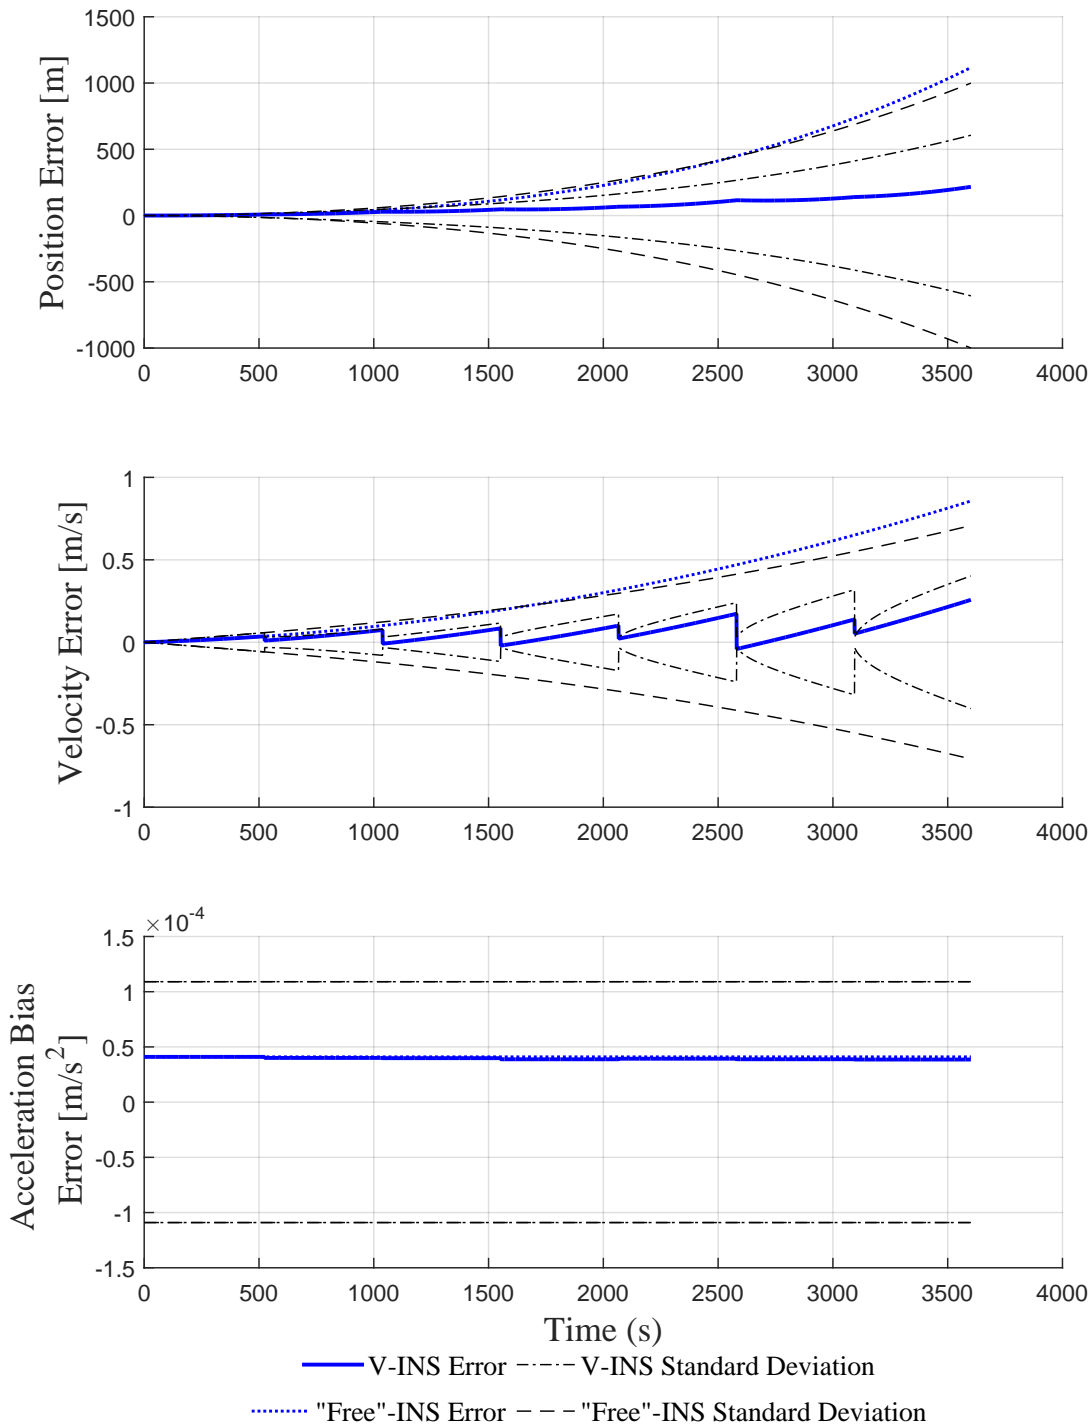 1500
1000
500
0
-500
-1000
Position Error [m]
0 500 1000 1500 2000 2500 3000 3500 4000
1
0.5
0
-0.5
-1
Velocity Error [m/s]
0 500 1000 1500 2000 2500 3000 3500 4000
×10⁻⁴
1.5
1
0.5
0
-0.5
-1
-1.5
Acceleration Bias
Error [m/s²]
0 500 1000 1500 2000 2500 3000 3500 4000
Time (s)
V-INS Error V-INS Standard Deviation
"Free"-INS Error "Free"-INS Standard Deviation